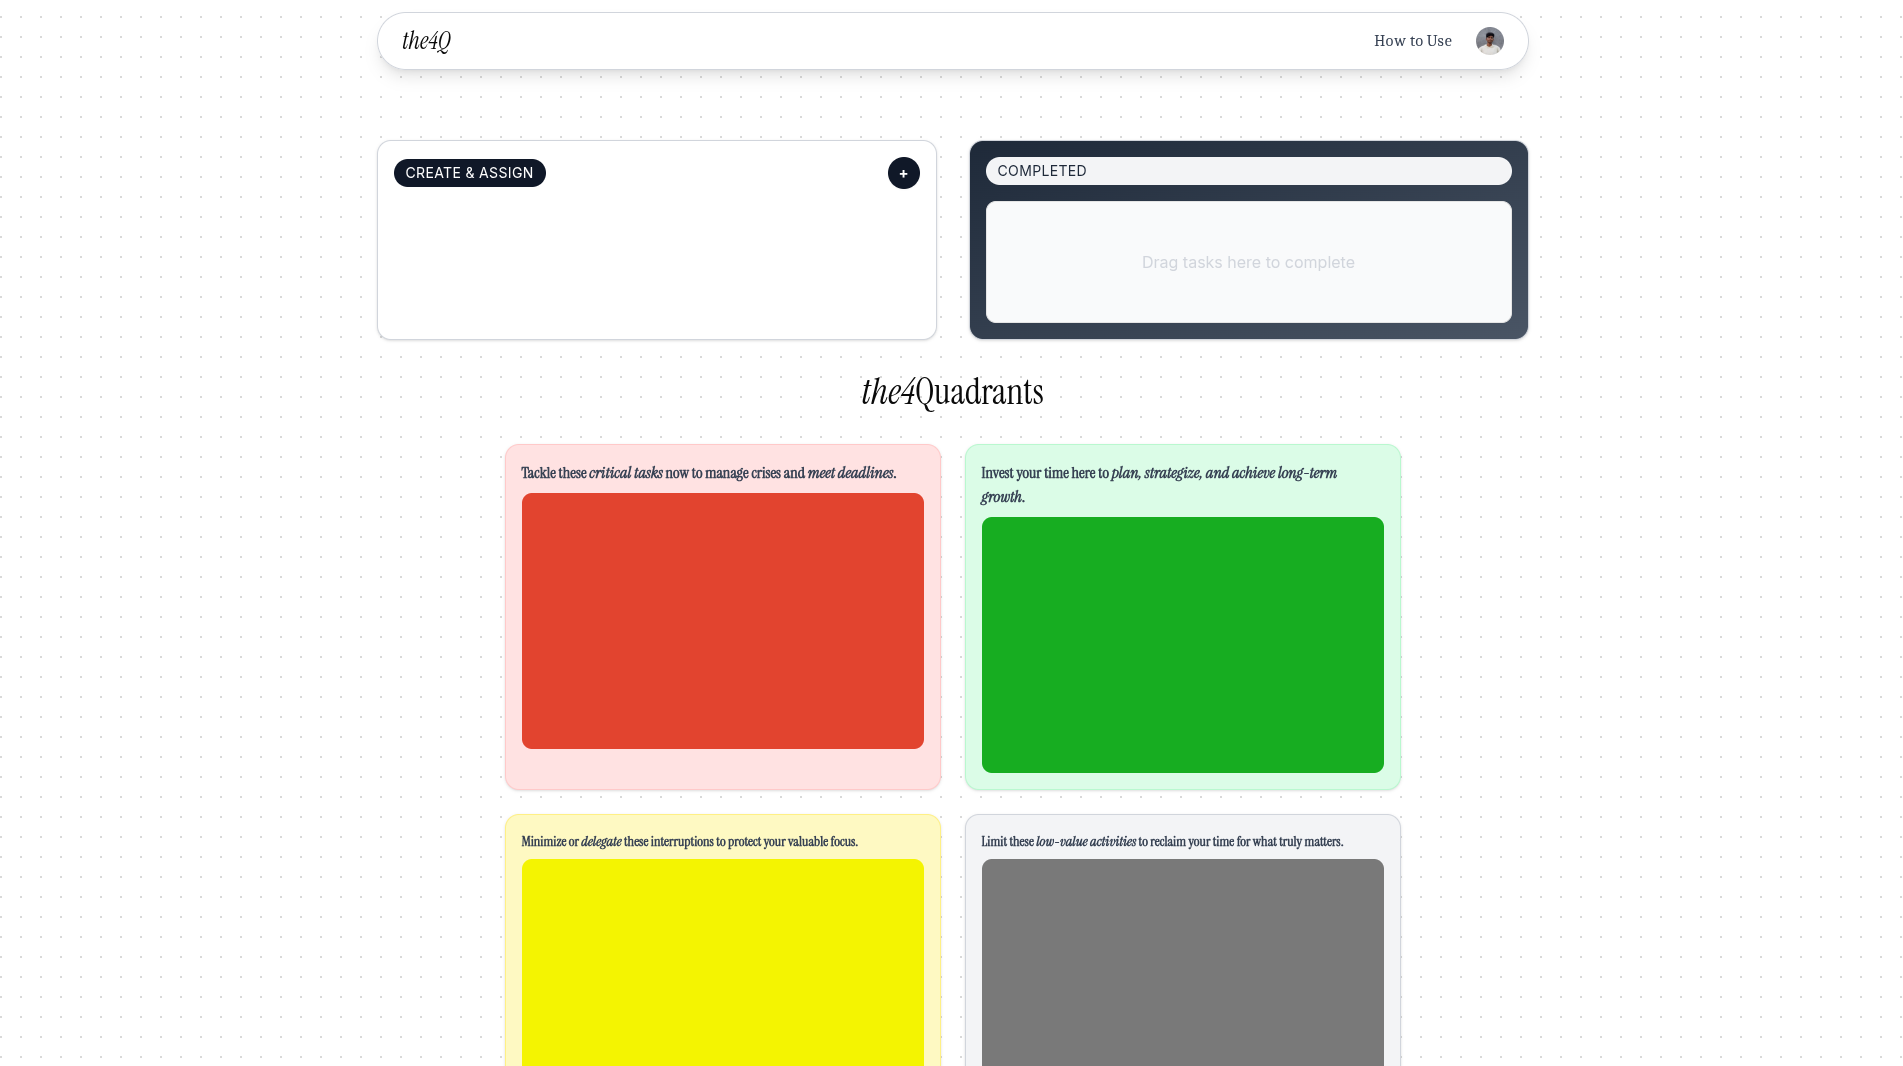 the4Q
How to Use
CREATE & ASSIGN
+
COMPLETED
Drag tasks here to complete
the4Quadrants
Tackle these critical tasks now to manage crises and meet deadlines.
Invest your time here to plan, strategize, and achieve long-term
growth.
Minimize or delegate these interruptions to protect your valuable focus.
Limit these low-value activities to reclaim your time for what truly matters.